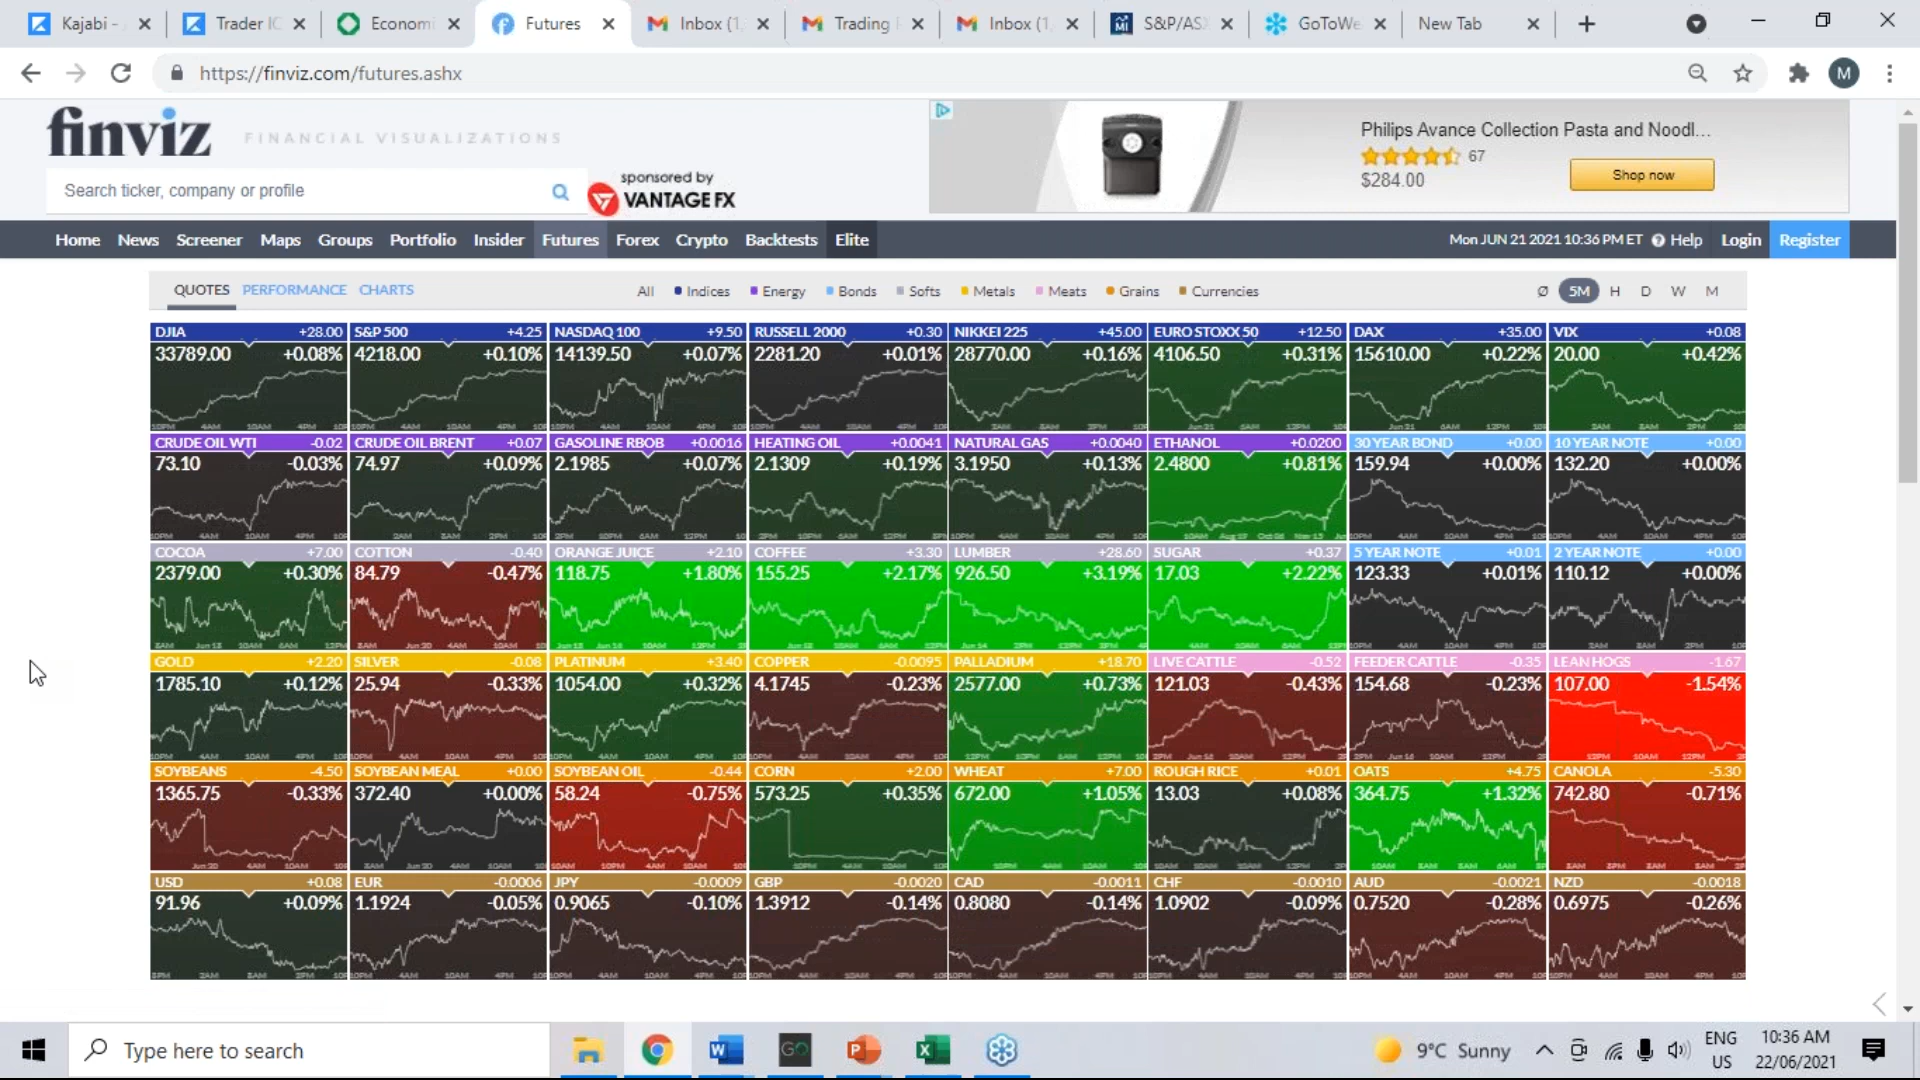 Kajabi - Trader IC Economi Futures Inbox (1, Trading Inbox (1, S&P/AS GoToWe New Tab
https://finviz.com/futures.ashx M
finviz FINANCIAL VISUALIZATIONS
Search ticker, company or profile
sponsored by
VANTAGE FX
Philips Avance Collection Pasta and Noodl...
67
$284.00
Shop now
Home News Screener Maps Groups Portfolio Insider Futures Forex Crypto Backtests Elite Mon JUN 21 2021 10:36 PM ET Help Login Register
QUOTES PERFORMANCE CHARTS All Indices Energy Bonds Softs Metals Meats Grains Currencies Ø 5M H D W M
DJIA +28.00 S&P 500 +4.25 NASDAQ 100 +9.50 RUSSELL 2000 +0.30 NIKKEI 225 +45.00 EURO STOXX 50 +12.50 DAX +35.00 VIX +0.08
33789.00 +0.08% 4218.00 +0.10% 14139.50 +0.07% 2281.20 +0.01% 28770.00 +0.16% 4106.50 +0.31% 15610.00 +0.22% 20.00 +0.42%
CRUDE OIL WTI -0.02 CRUDE OIL BRENT +0.07 GASOLINE RBOB +0.0016 HEATING OIL +0.0041 NATURAL GAS +0.0040 ETHANOL +0.0200 30 YEAR BOND +0.00 10 YEAR NOTE +0.00
73.10 -0.03% 74.97 +0.09% 2.1985 +0.07% 2.1309 +0.19% 3.1950 +0.13% 2.4800 +0.81% 159.94 +0.00% 132.20 +0.00%
COCOA +7.00 COTTON -0.40 ORANGE JUICE +2.10 COFFEE +3.30 LUMBER +28.60 SUGAR +0.37 5 YEAR NOTE +0.01 2 YEAR NOTE +0.00
2379.00 +0.30% 84.79 -0.47% 118.75 +1.80% 155.25 +2.17% 926.50 +3.19% 17.03 +2.22% 123.33 +0.01% 110.12 +0.00%
GOLD +2.20 SILVER -0.08 PLATINUM +3.40 COPPER -0.0095 PALLADIUM +18.70 LIVE CATTLE -0.52 FEEDER CATTLE -0.35 LEAN HOGS -1.67
1785.10 +0.12% 25.94 -0.33% 1054.00 +0.32% 4.1745 -0.23% 2577.00 +0.73% 121.03 -0.43% 154.68 -0.23% 107.00 -1.54%
SOYBEANS -4.50 SOYBEAN MEAL +0.00 SOYBEAN OIL -0.44 CORN +2.00 WHEAT +7.00 ROUGH RICE +0.01 OATS +4.75 CANOLA -5.30
1365.75 -0.33% 372.40 +0.00% 58.24 -0.75% 573.25 +0.35% 672.00 +1.05% 13.03 +0.08% 364.75 +1.32% 742.80 -0.71%
USD +0.08 EUR -0.0006 JPY -0.0009 GBP -0.0020 CAD -0.0011 CHF -0.0010 AUD -0.0021 NZD -0.0018
91.96 +0.09% 1.1924 -0.05% 0.9065 -0.10% 1.3912 -0.14% 0.8080 -0.14% 1.0902 -0.09% 0.7520 -0.28% 0.6975 -0.26%
Type here to search 9°C Sunny ENG 10:36 AM
US 22/06/2021